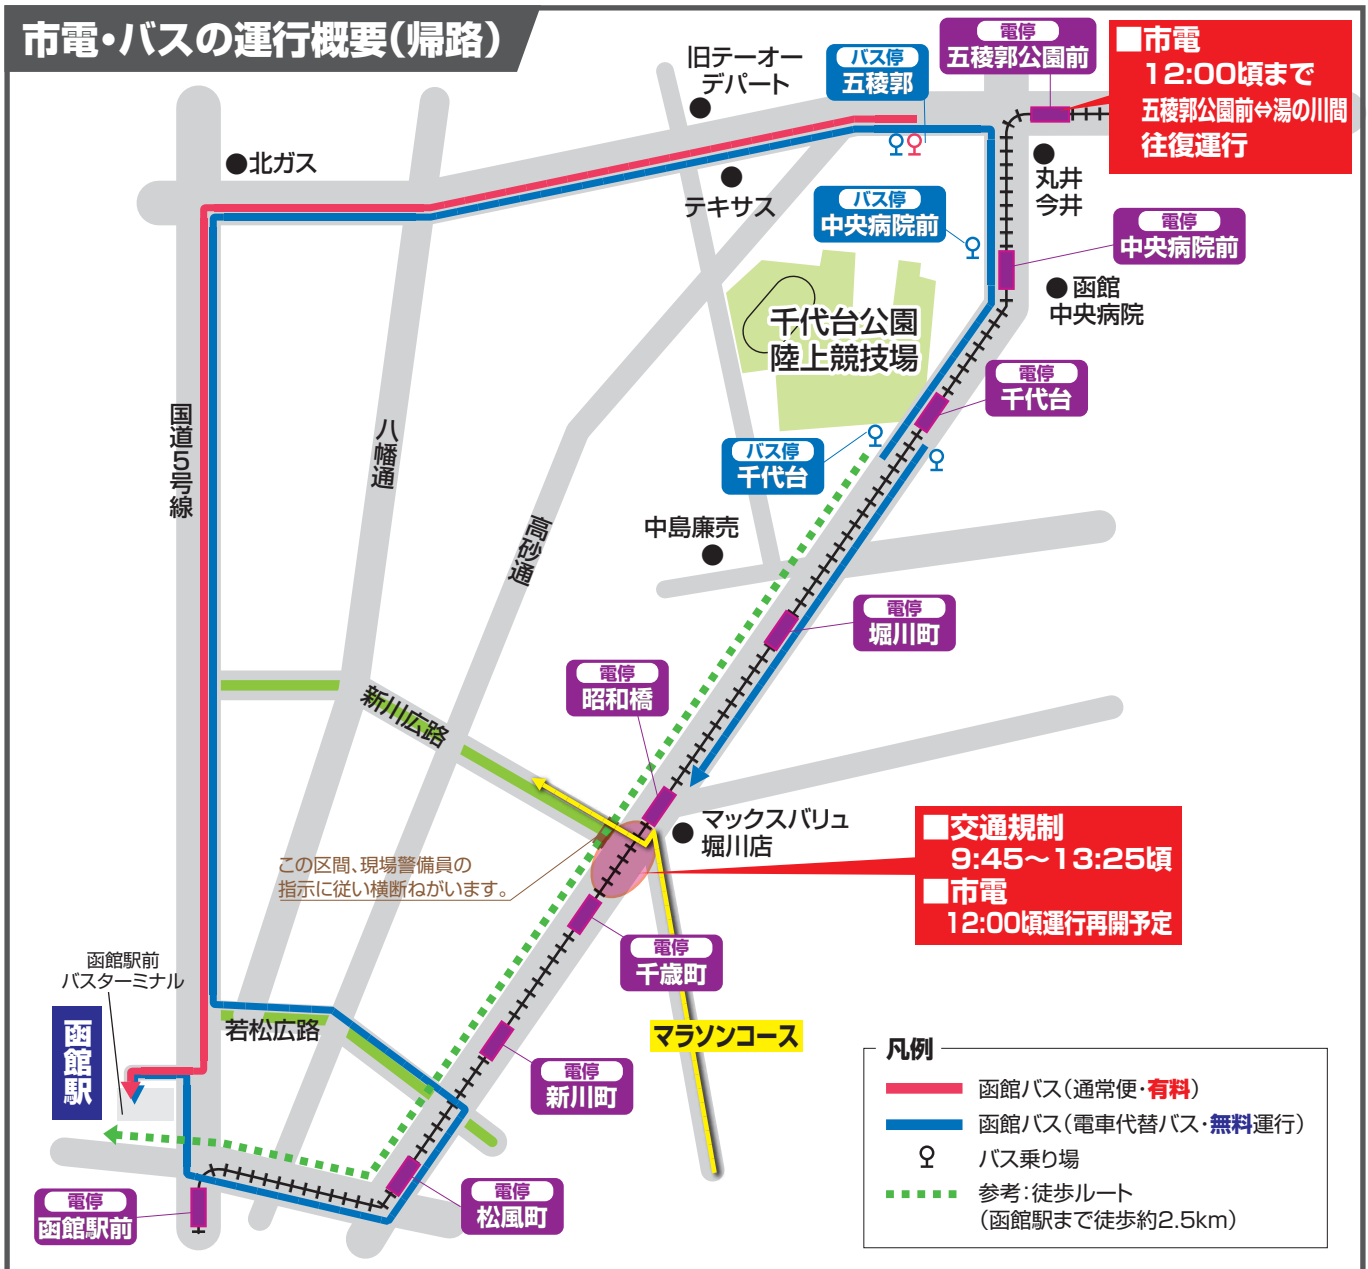 市電・バスの運行概要（帰路）
電停
五稜郭公園前
■市電
12:00頃まで
五稜郭公園前⇔湯の川間
往復運行
バス停
五稜郭
旧テーオー
デパート
●北ガス
テキサス
丸井
今井
バス停
中央病院前
電停
中央病院前
函館
中央病院
千代台公園
陸上競技場
電停
千代台
国道5号線
八幡通
バス停
千代台
高砂通
中島廉売
電停
堀川町
電停
昭和橋
新川広路
マックスバリュ
堀川店
■交通規制
9:45〜13:25頃
■市電
12:00頃運行再開予定
この区間、現場警備員の
指示に従い横断ねがいます。
電停
千歳町
函館駅前
バスターミナル
函館駅
若松広路
マラソンコース
電停
新川町
電停
松風町
電停
函館駅前
凡例
函館バス（通常便・有料）
函館バス（電車代替バス・無料運行）
バス乗り場
参考：徒歩ルート
（函館駅まで徒歩約2.5km）